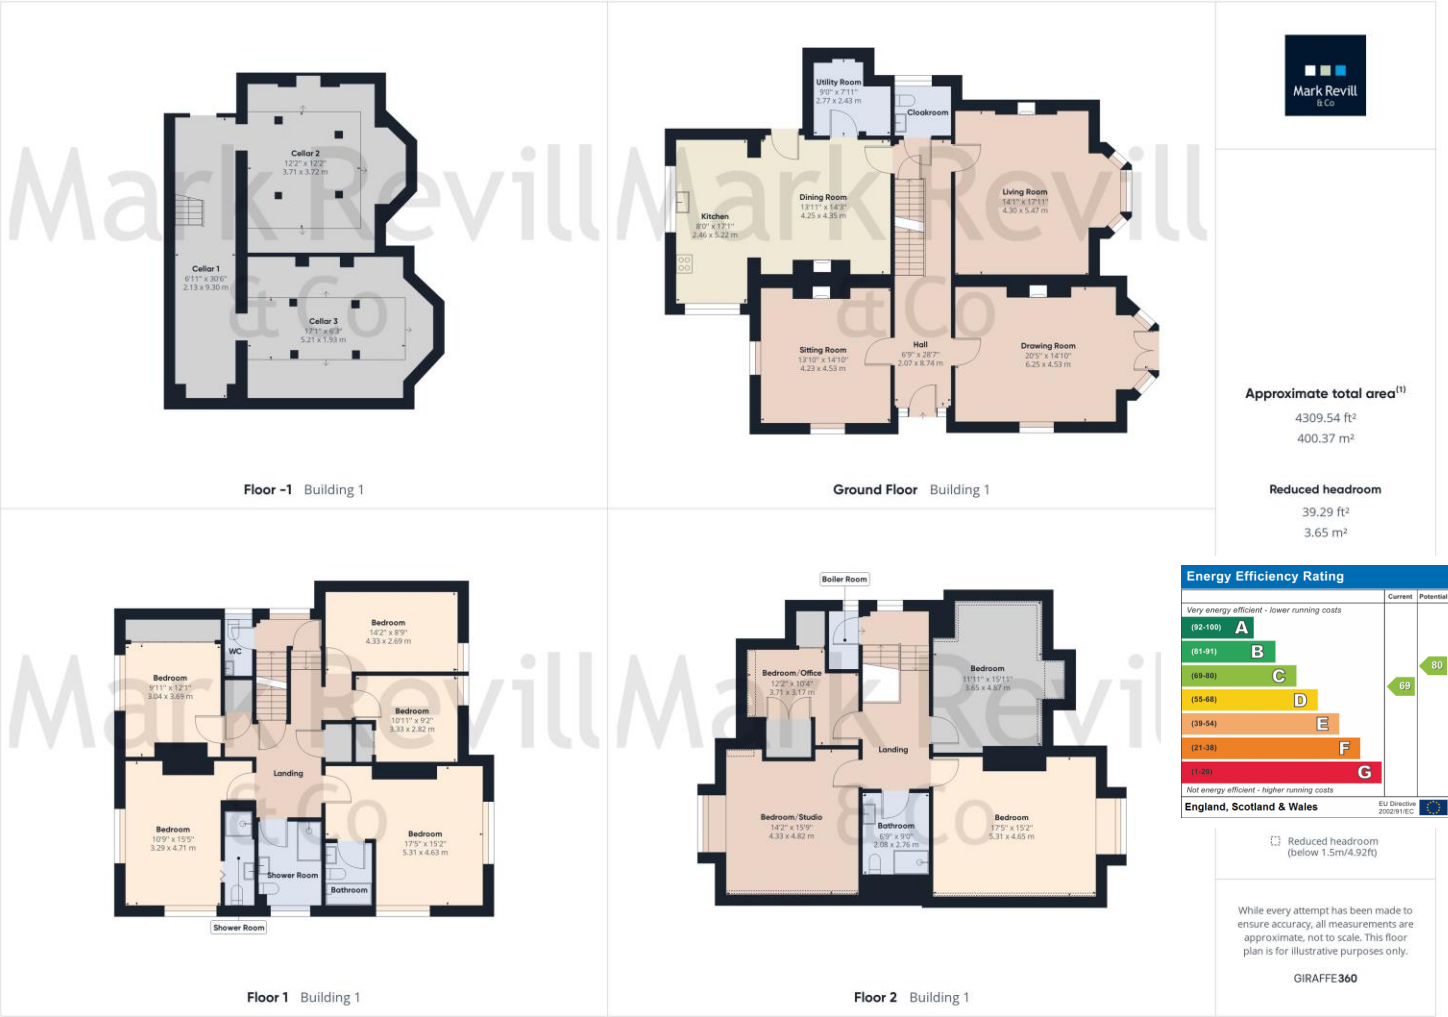 Cellar 2
12'2" x 12'2"
3.71 x 3.72 m
Cellar 1
6'11" x 30'6"
2.13 x 9.30 m
Cellar 3
17'1" x 6'3"
5.21 x 1.93 m
Mark Revill
& Co
Floor -1 Building 1
Utility Room
9'0" x 7'11"
2.77 x 2.43 m
Cloakroom
Living Room
14'1" x 17'11"
4.30 x 5.47 m
Dining Room
13'11" x 14'3"
4.25 x 4.35 m
Kitchen
8'0" x 17'1"
2.46 x 5.22 m
Sitting Room
13'10" x 14'10"
4.23 x 4.53 m
Hall
6'9" x 28'7"
2.07 x 8.74 m
Drawing Room
20'5" x 14'10"
6.25 x 4.53 m
Mark Revill
& Co
Ground Floor Building 1
Mark Revill
& Co
Approximate total area(1)
4309.54 ft²
400.37 m²
Reduced headroom
39.29 ft²
3.65 m²
Bedroom
14'2" x 8'9"
4.33 x 2.69 m
WC
Bedroom
9'11" x 12'1"
3.04 x 3.69 m
Bedroom
10'11" x 9'2"
3.33 x 2.82 m
Landing
Bedroom
10'9" x 15'5"
3.29 x 4.71 m
Bedroom
17'5" x 15'2"
5.31 x 4.63 m
Shower Room
Bathroom
Shower Room
Mark Revill
& Co
Floor 1 Building 1
Boiler Room
Bedroom/Office
12'2" x 10'4"
3.71 x 3.17 m
Bedroom
11'11" x 15'11"
3.65 x 4.87 m
Landing
Bedroom/Studio
14'2" x 15'9"
4.33 x 4.82 m
Bathroom
6'9" x 9'0"
2.08 x 2.76 m
Bedroom
17'5" x 15'2"
5.31 x 4.65 m
Mark Revill
& Co
Floor 2 Building 1
Energy Efficiency Rating
Current Potential
Very energy efficient - lower running costs
(92-100) A
(81-91) B
(69-80) C
(55-68) D
(39-54) E
(21-38) F
(1-20) G
69
80
Not energy efficient - higher running costs
England, Scotland & Wales
EU Directive
2002/91/EC
Reduced headroom
(below 1.5m/4.92ft)
While every attempt has been made to
ensure accuracy, all measurements are
approximate, not to scale. This floor
plan is for illustrative purposes only.
GIRAFFE360